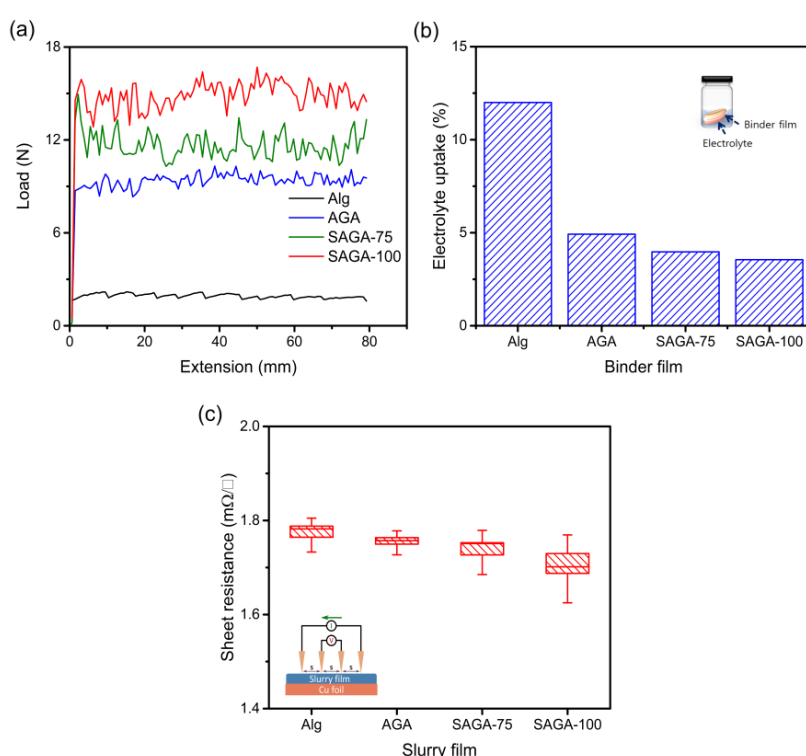 (a)
18
15
12
9
6
3
0
Load (N)
Alg
AGA
SAGA-75
SAGA-100
0
20
40
60
80
Extension (mm)
(b)
15
10
5
0
Electrolyte uptake (%)
Binder film
Electrolyte
Alg
AGA
SAGA-75
SAGA-100
Binder film
(c)
2.0
1.8
1.6
1.4
Sheet resistance (mΩ/□)
I
V
s
s
s
Slurry film
Cu foil
Alg
AGA
SAGA-75
SAGA-100
Slurry film